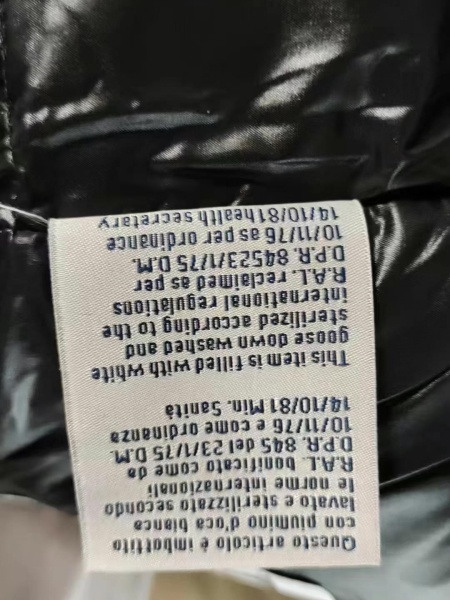 Questo articolo è imbottito
con piumino d'oca bianca
lavato e sterilizzato secondo
le norme internazionali
R.A.L. bonificato come da
D.P.R. 845 del 23/1/75 D.M.
10/11/76 e come ordinanza
14/10/81 Min. Sanità
This item is filled with white
goose down washed and
sterilized according to the
international regulations
R.A.L. reclaimed as per
D.P.R. 84523/1/75 D.M.
10/11/76 as per ordinance
14/10/81health secretary